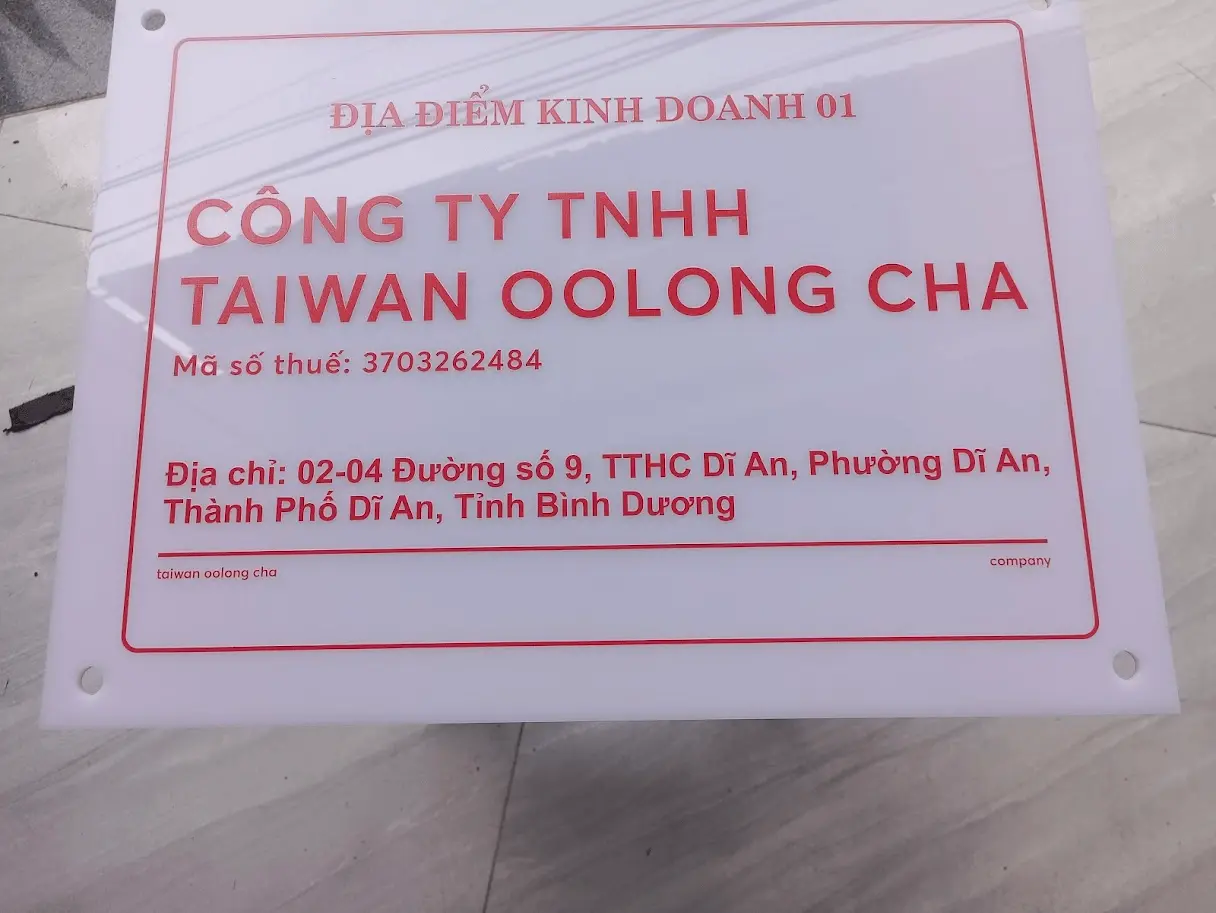 ĐỊA ĐIỂM KINH DOANH 01
CÔNG TY TNHH
TAIWAN OOLONG CHA
Mã số thuế: 3703262484
Địa chỉ: 02-04 Đường số 9, TTHC Dĩ An, Phường Dĩ An,
Thành Phố Dĩ An, Tỉnh Bình Dương
taiwan oolong cha
company